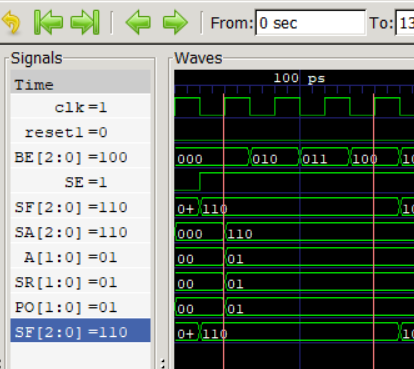 From: 0 sec To: 13
Signals Waves
Time 100 ps
clk=1
reset1=0
BE[2:0]=100 000 010 011 100 10
SE=1
SF[2:0]=110 0+ 110 10
SA[2:0]=110 000 110
A[1:0]=01 00 01
SR[1:0]=01 00 01
PO[1:0]=01 00 01
SF[2:0]=110 0+ 110 10